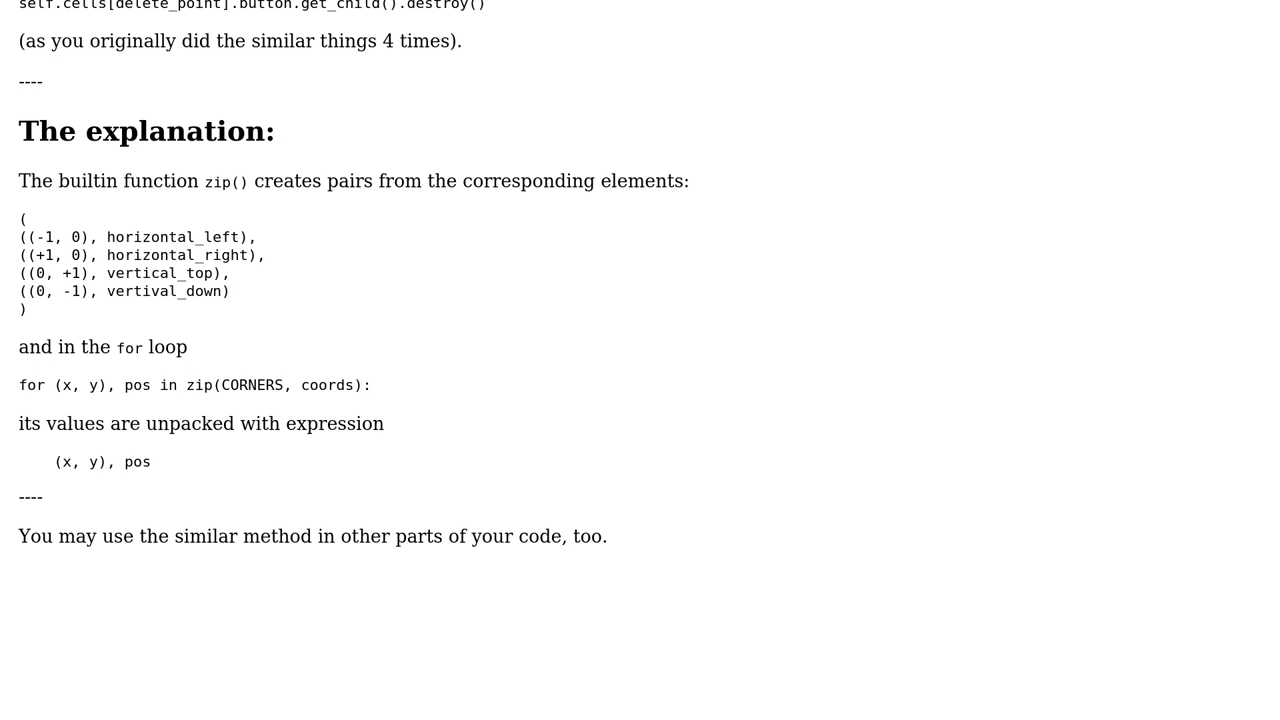 self.cells[delete_point].button.get_child().destroy()
(as you originally did the similar things 4 times).
----
The explanation:
The builtin function zip() creates pairs from the corresponding elements:
(
((-1, 0), horizontal_left),
((+1, 0), horizontal_right),
((0, +1), vertical_top),
((0, -1), vertival_down)
)
and in the for loop
for (x, y), pos in zip(CORNERS, coords):
its values are unpacked with expression
    (x, y), pos
----
You may use the similar method in other parts of your code, too.